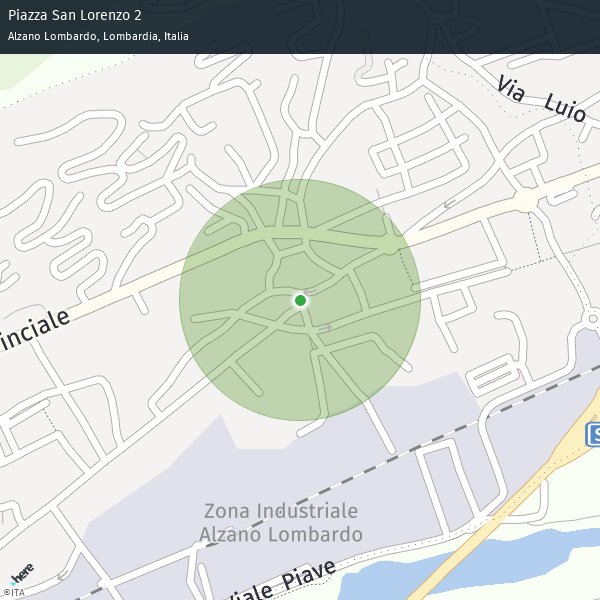 Piazza San Lorenzo 2
Alzano Lombardo, Lombardia, Italia
Via Luio
inciale
Zona Industriale
Alzano Lombardo
S
Viale Piave
here
©ITA